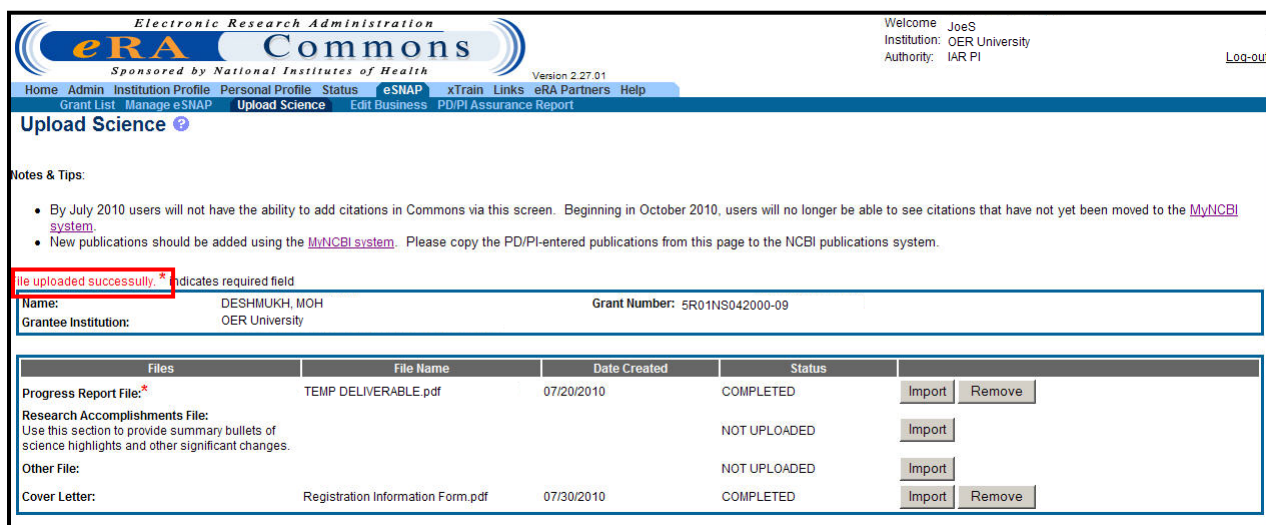 Electronic Research Administration
eRA Commons
Sponsored by National Institutes of Health
Version 2.27.01
Welcome JoeS
Institution: OER University
Authority: IAR PI
Log-out
Home Admin Institution Profile Personal Profile Status eSNAP xTrain Links eRA Partners Help
Grant List Manage eSNAP Upload Science Edit Business PD/PI Assurance Report
Upload Science ?
Notes & Tips:
• By July 2010 users will not have the ability to add citations in Commons via this screen. Beginning in October 2010, users will no longer be able to see citations that have not yet been moved to the MyNCBI
system.
• New publications should be added using the MyNCBI system. Please copy the PD/PI-entered publications from this page to the NCBI publications system.
ile uploaded successully. * indicates required field
Name: DESHMUKH, MOH Grant Number: 5R01NS042000-09
Grantee Institution: OER University
Files File Name Date Created Status
Progress Report File:* TEMP DELIVERABLE.pdf 07/20/2010 COMPLETED Import Remove
Research Accomplishments File:
Use this section to provide summary bullets of
science highlights and other significant changes. NOT UPLOADED Import
Other File: NOT UPLOADED Import
Cover Letter: Registration Information Form.pdf 07/30/2010 COMPLETED Import Remove